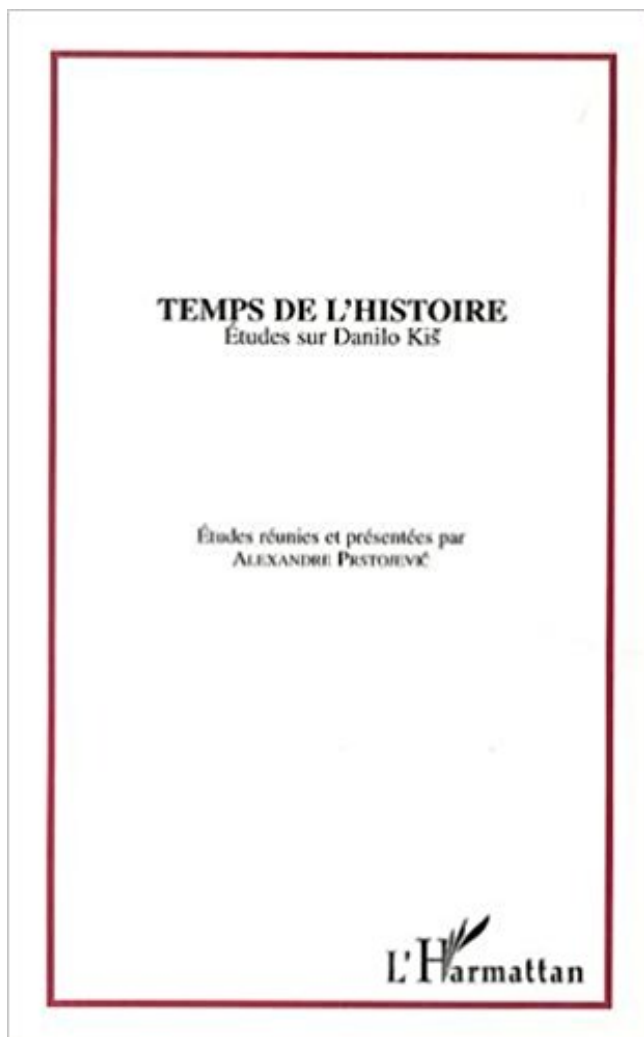 TEMPS DE L'HISTOIRE
Études sur Danilo Kiš
Études réunies et présentées par
ALEXANDRE PRSTOJEVIĆ
L'Harmattan